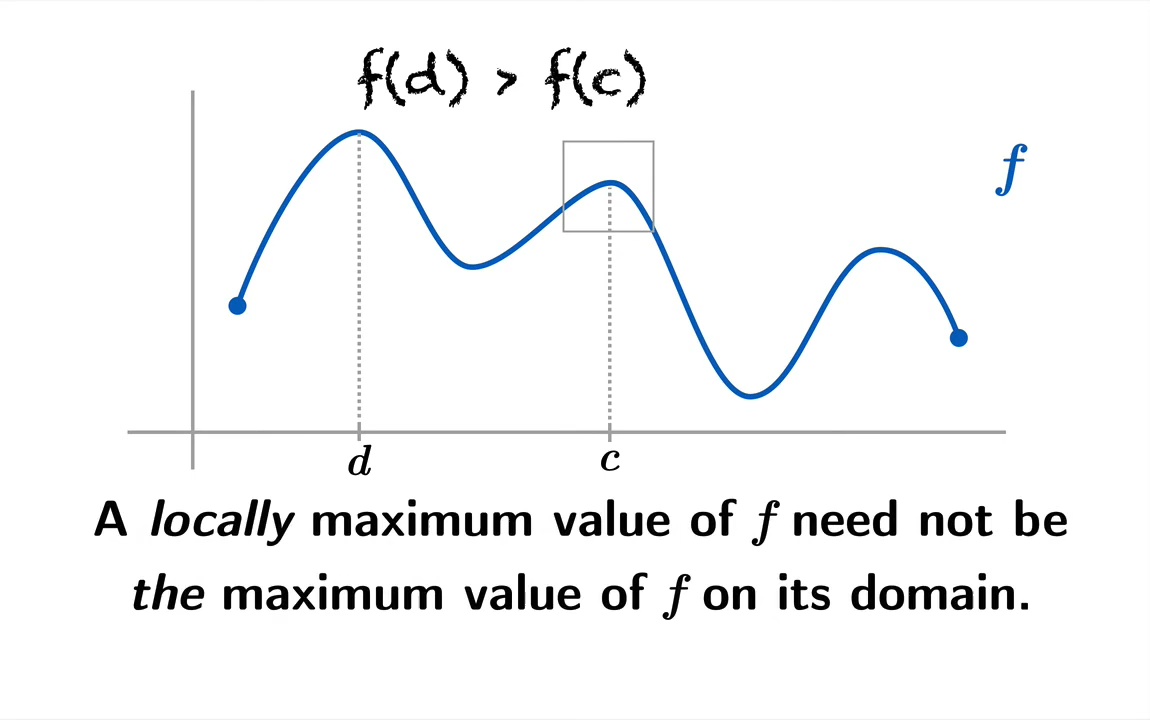 f(d) > f(c)
f
d
c
A locally maximum value of f need not be
the maximum value of f on its domain.